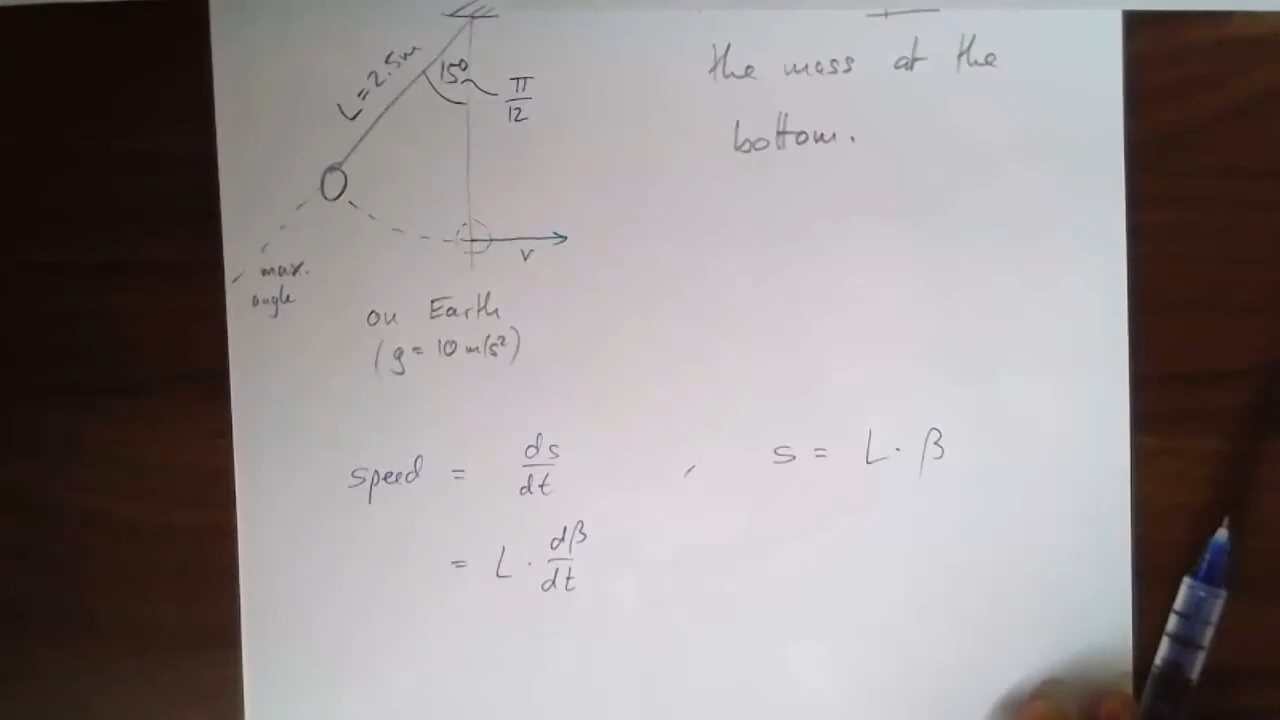 L = 2.5m
15°
π/12
the mass at the
bottom.
v
max.
angle
on Earth
(g = 10 m/s²)
speed = ds/dt , s = L · β
= L · dβ/dt